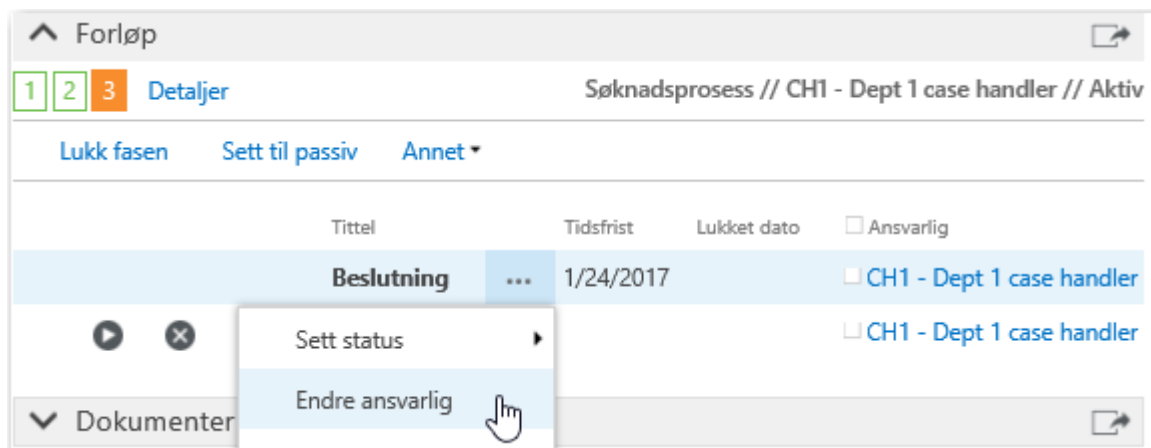 Forløp
1 2 3 Detaljer Søknadsprosess // CH1 - Dept 1 case handler // Aktiv
Lukk fasen Sett til passiv Annet
Tittel Tidsfrist Lukket dato Ansvarlig
Beslutning ... 1/24/2017 CH1 - Dept 1 case handler
Sett status CH1 - Dept 1 case handler
Endre ansvarlig
Dokumenter